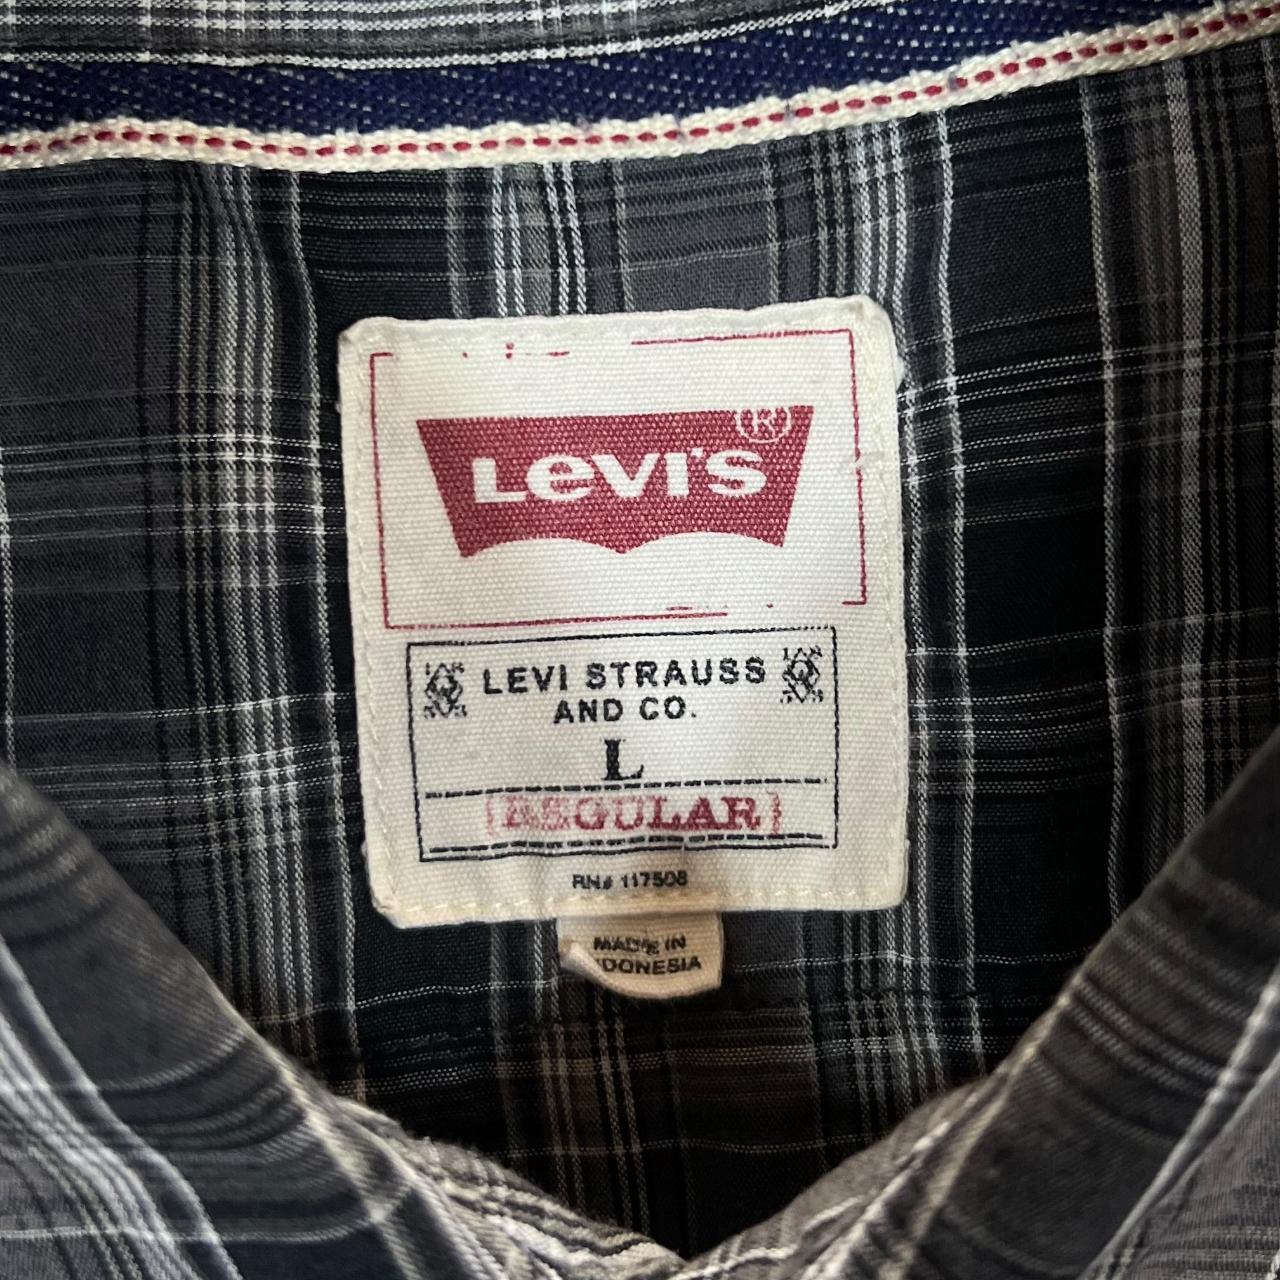 LEVI'S®
LEVI STRAUSS
AND CO.
L
REGULAR
RN# 117508
MADE IN
INDONESIA